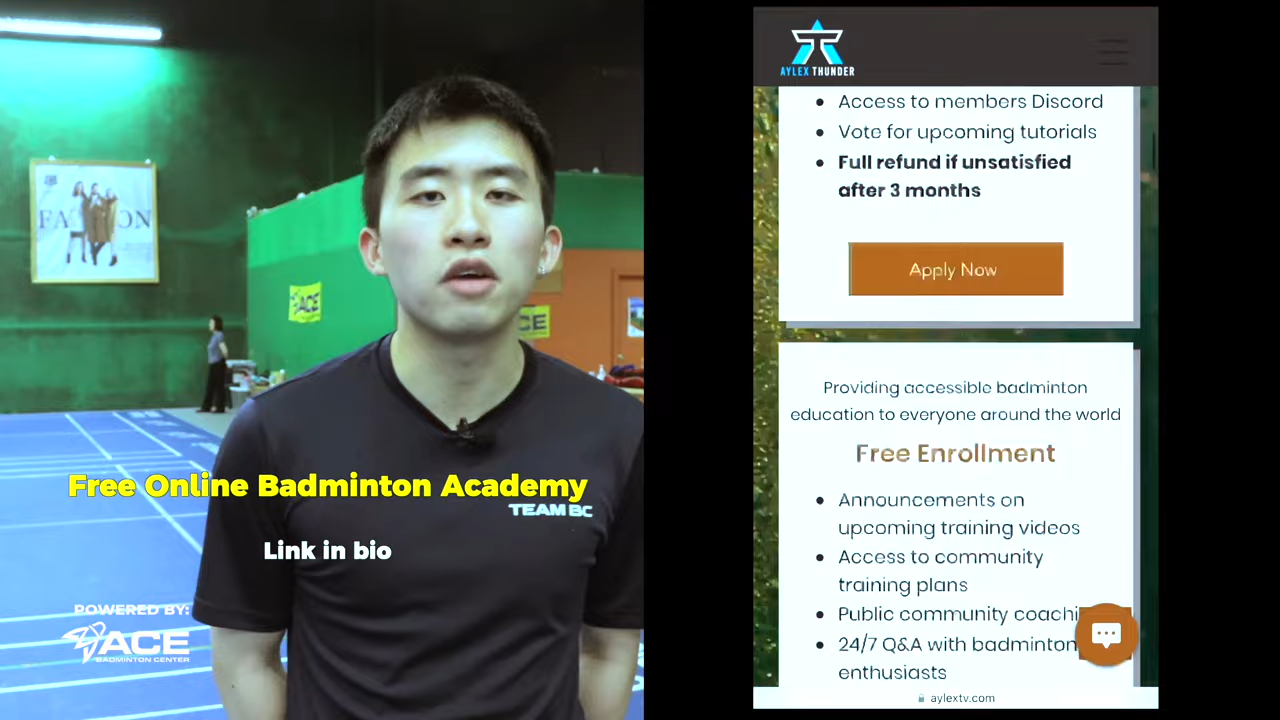 FASHION
ACE
CE
Free Online Badminton Academy
TEAM BC
Link in bio
POWERED BY:
ACE
BADMINTON CENTER
AYLEX THUNDER
Access to members Discord
Vote for upcoming tutorials
Full refund if unsatisfied
after 3 months
Apply Now
Providing accessible badminton
education to everyone around the world
Free Enrollment
Announcements on
upcoming training videos
Access to community
training plans
Public community coachi
24/7 Q&A with badminton
enthusiasts
aylextv.com